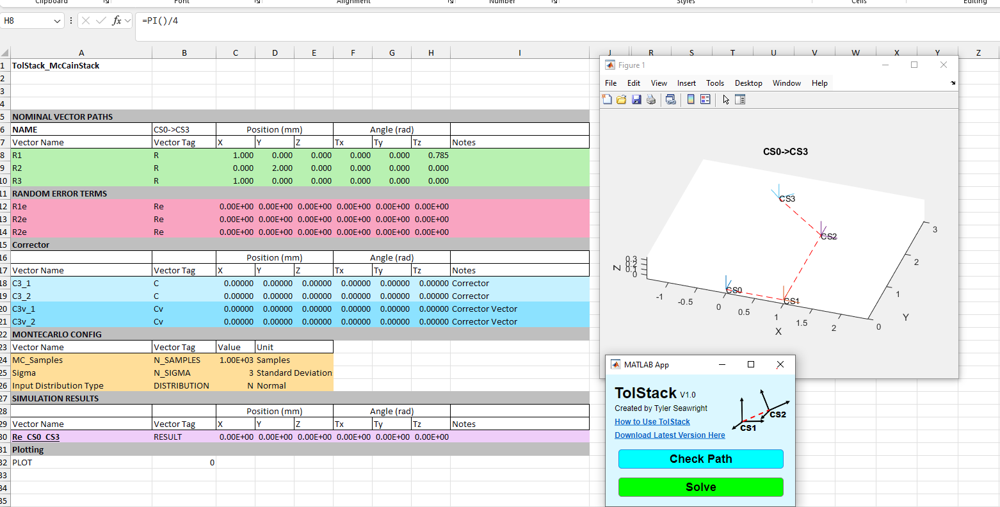 Clipboard Font Alignment Number Styles Cells Editing
H8 fx =PI()/4
A B C D E F G H I J R S T U V W X Y Z
1 TolStack_McCainStack
2
3
4
5 NOMINAL VECTOR PATHS
6 NAME CS0->CS3 Position (mm) Angle (rad)
7 Vector Name Vector Tag X Y Z Tx Ty Tz Notes
8 R1 R 1.000 0.000 0.000 0.000 0.000 0.785
9 R2 R 0.000 2.000 0.000 0.000 0.000 0.000
10 R3 R 1.000 0.000 0.000 0.000 0.000 0.000
11 RANDOM ERROR TERMS
12 R1e Re 0.00E+00 0.00E+00 0.00E+00 0.00E+00 0.00E+00 0.00E+00
13 R2e Re 0.00E+00 0.00E+00 0.00E+00 0.00E+00 0.00E+00 0.00E+00
14 R2e Re 0.00E+00 0.00E+00 0.00E+00 0.00E+00 0.00E+00 0.00E+00
15 Corrector
16 Position (mm) Angle (rad)
17 Vector Name Vector Tag X Y Z Tx Ty Tz Notes
18 C3_1 C 0.00000 0.00000 0.00000 0.00000 0.00000 0.00000 Corrector
19 C3_2 C 0.00000 0.00000 0.00000 0.00000 0.00000 0.00000 Corrector
20 C3v_1 Cv 0.00000 0.00000 0.00000 0.00000 0.00000 0.00000 Corrector Vector
21 C3v_2 Cv 0.00000 0.00000 0.00000 0.00000 0.00000 0.00000 Corrector Vector
22 MONTECARLO CONFIG
23 Vector Name Vector Tag Value Unit
24 MC_Samples N_SAMPLES 1.00E+03 Samples
25 Sigma N_SIGMA 3 Standard Deviation
26 Input Distribution Type DISTRIBUTION N Normal
27 SIMULATION RESULTS
28 Position (mm) Angle (rad)
29 Vector Name Vector Tag X Y Z Tx Ty Tz Notes
30 Re_CS0_CS3 RESULT 0.00E+00 0.00E+00 0.00E+00 0.00E+00 0.00E+00 0.00E+00
31 Plotting
32 PLOT 0
33
34
35
Figure 1
File Edit View Insert Tools Desktop Window Help
CS0->CS3
CS3
CS2
CS0
CS1
Z
0.3
0.2
0.1
0
-1 -0.5 0 0.5 1 1.5 2
X
0 1 2 3
Y
MATLAB App
TolStack V1.0
Created by Tyler Seawright
How to Use TolStack
Download Latest Version Here
CS2
CS1
Check Path
Solve